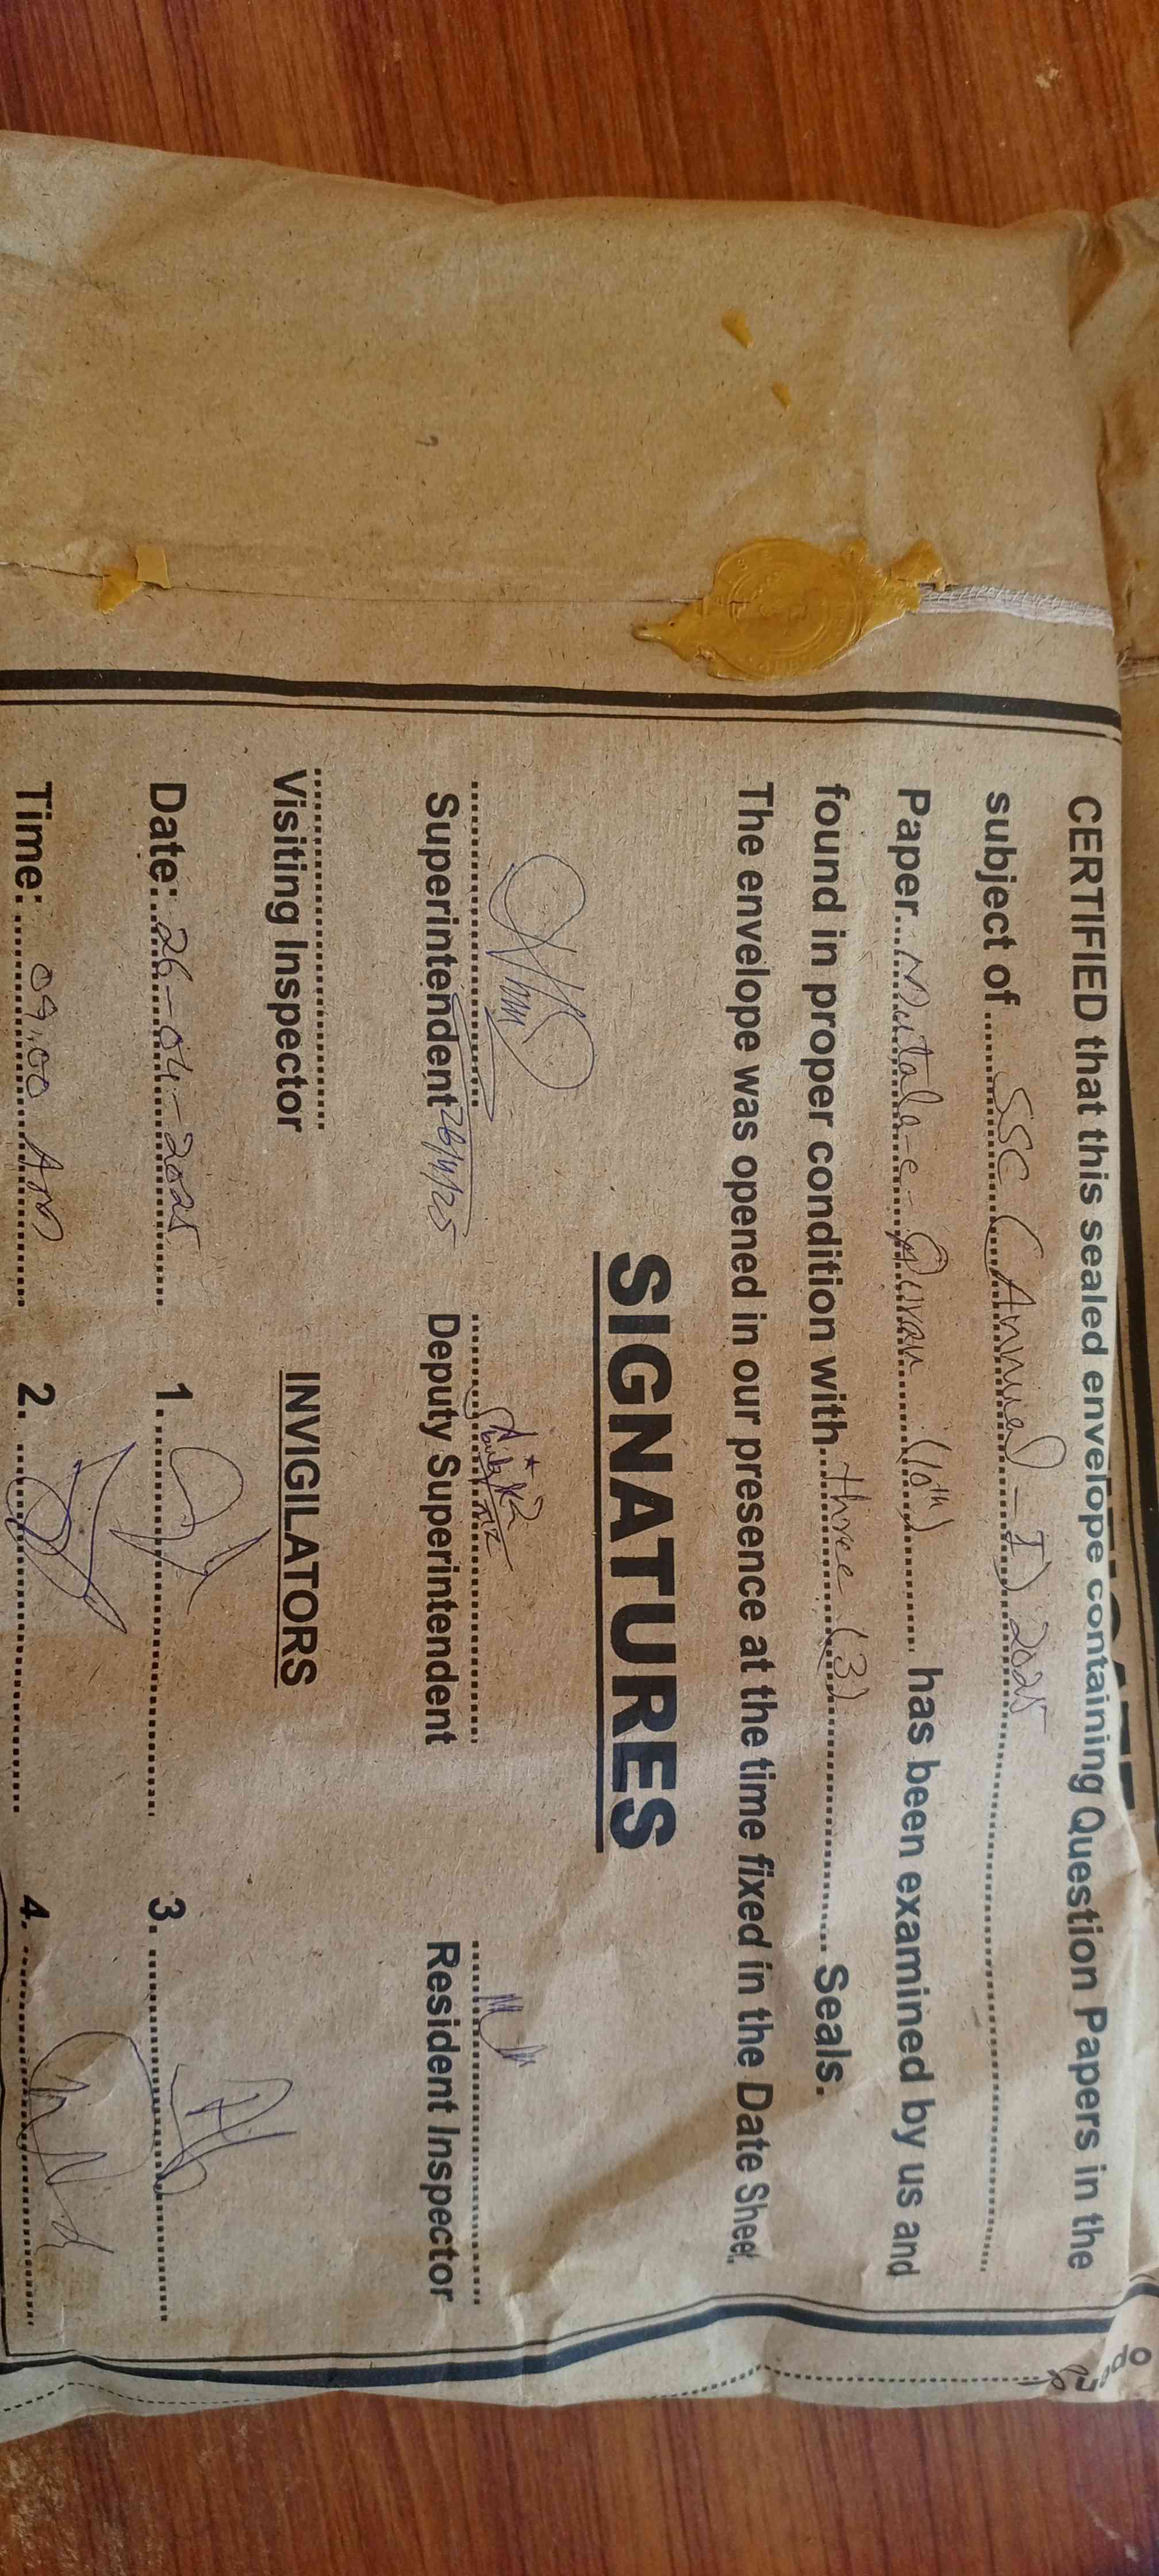 CERTIFIED that this sealed envelope containing Question Papers in the
subject of SSC (Annual-I) 2025
Paper Mutala-e-Quran (10th) has been examined by us and
found in proper condition with three (3) Seals.
The envelope was opened in our presence at the time fixed in the Date Sheet.
SIGNATURES
Superintendent 26/4/25 Deputy Superintendent Resident Inspector
Visiting Inspector INVIGILATORS
Date: 26-04-2025 1. 3.
Time: 09:00 Am 2. 4.